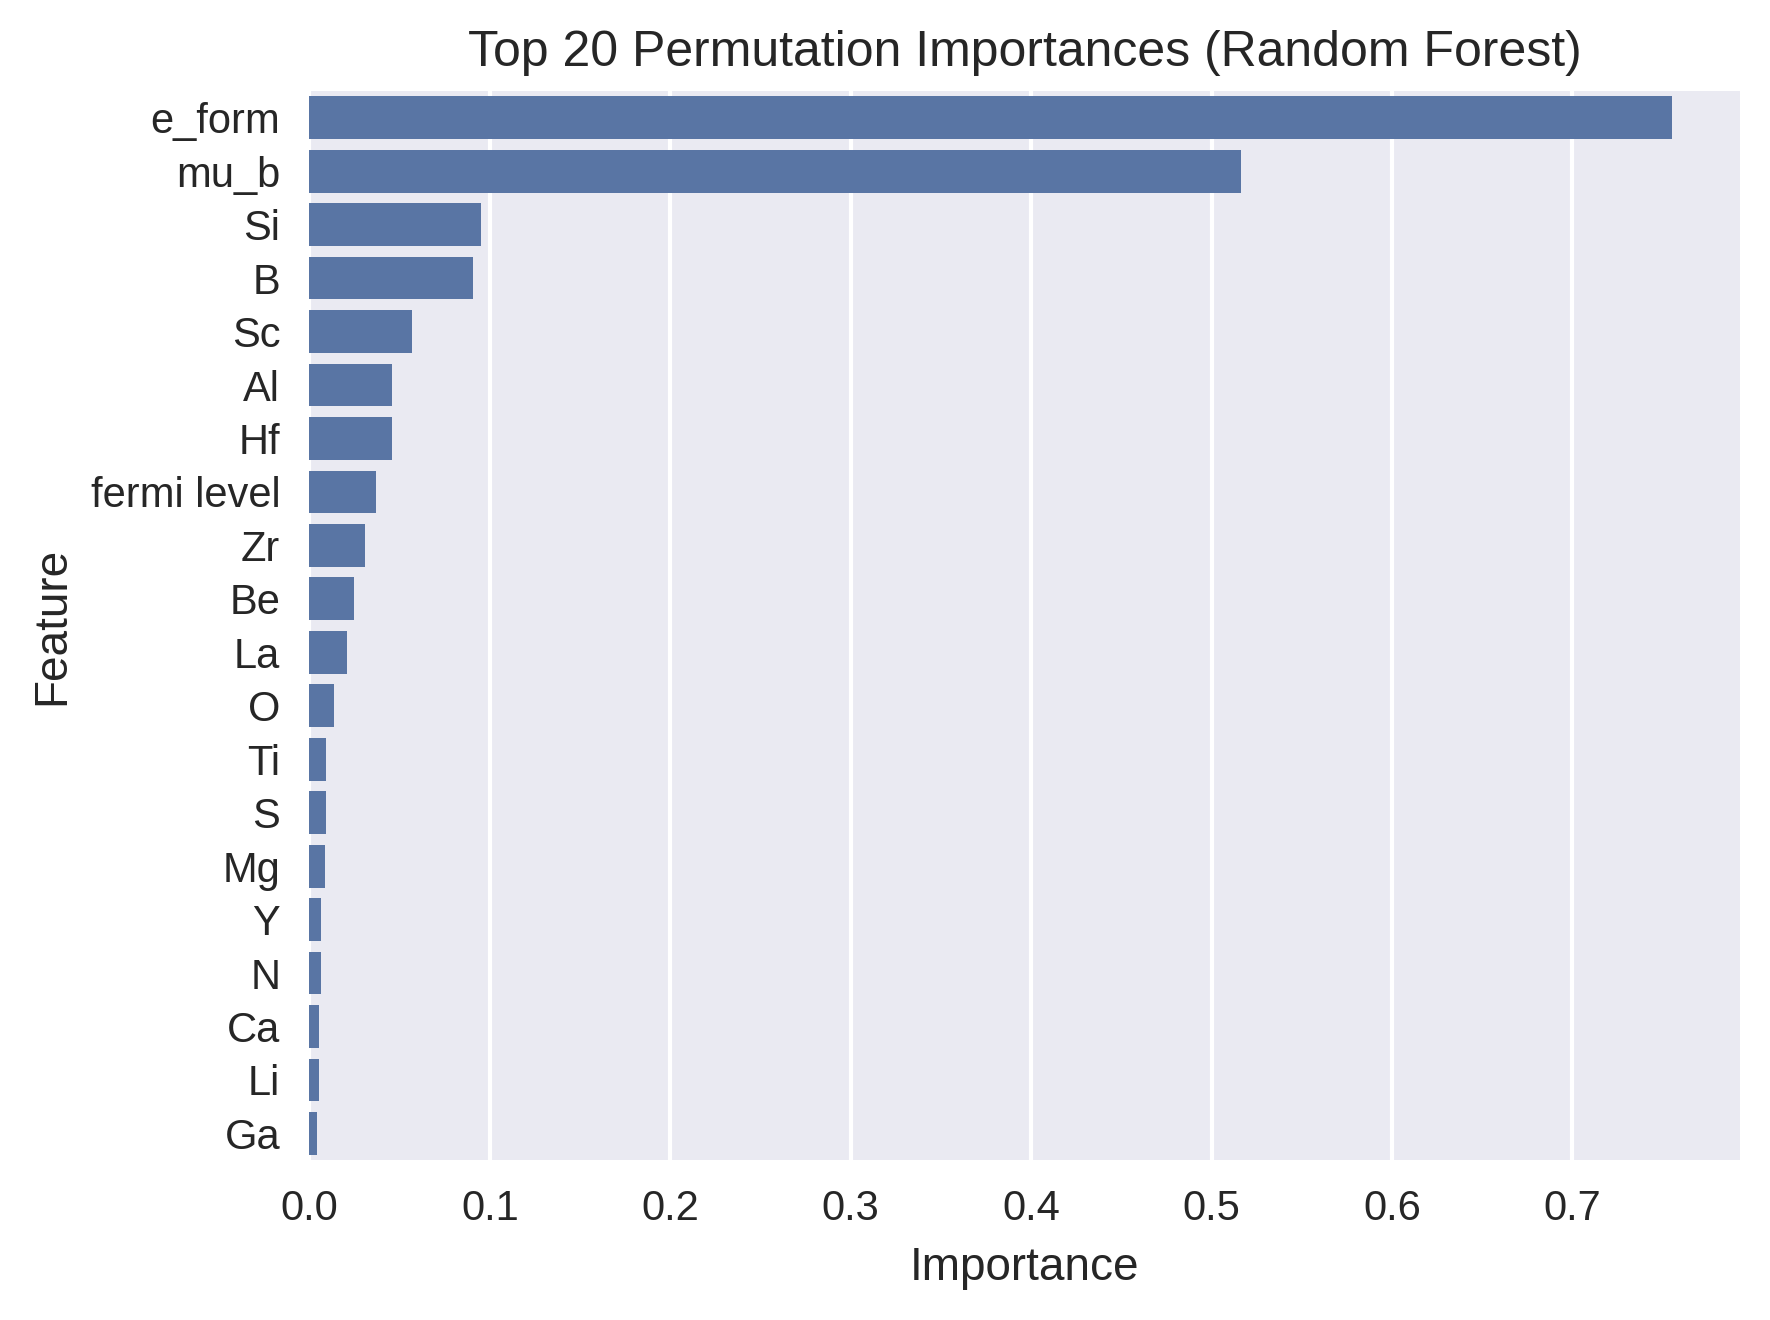 Top 20 Permutation Importances (Random Forest)
e_form
mu_b
Si
B
Sc
Al
Hf
fermi level
Zr
Be
La
O
Ti
S
Mg
Y
N
Ca
Li
Ga
Feature
0.0 0.1 0.2 0.3 0.4 0.5 0.6 0.7
Importance